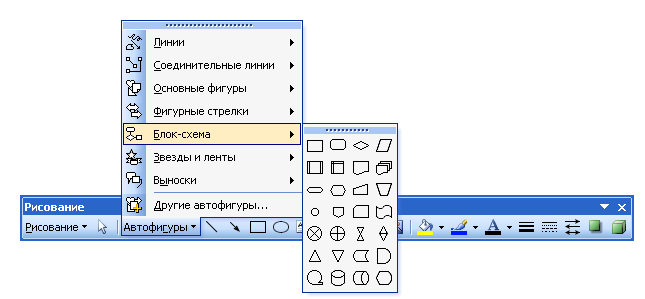 Линии
Соединительные линии
Основные фигуры
Фигурные стрелки
Блок-схема
Звезды и ленты
Выноски
Другие автофигуры...
Рисование
Рисование
Автофигуры
A